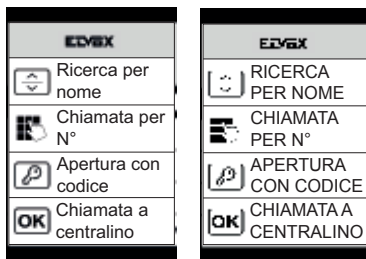 ELVOX
Ricerca per
nome
Chiamata per
N°
Apertura con
codice
OK Chiamata a
centralino
ELVOX
RICERCA
PER NOME
CHIAMATA
PER N°
APERTURA
CON CODICE
OK CHIAMATA A
CENTRALINO